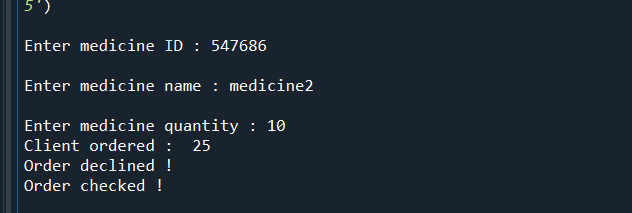 5')
Enter medicine ID : 547686
Enter medicine name : medicine2
Enter medicine quantity : 10
Client ordered :  25
Order declined !
Order checked !